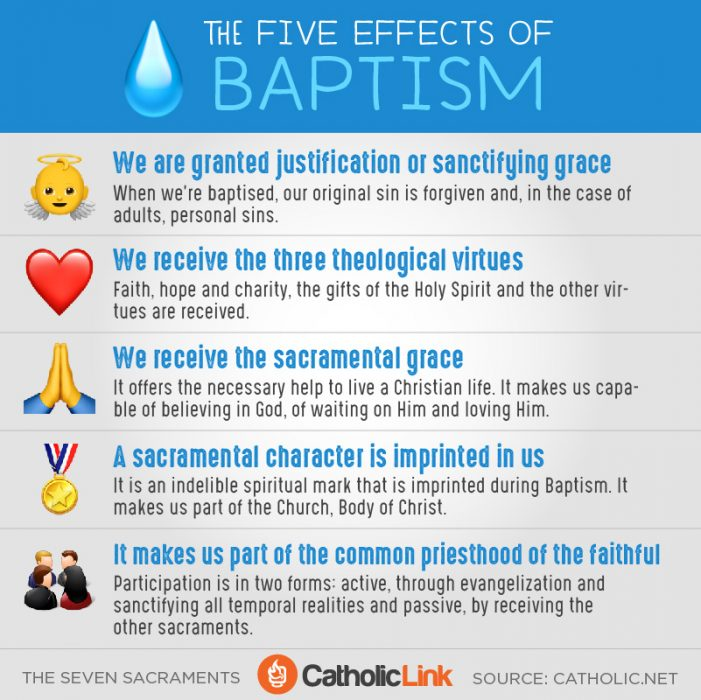 THE FIVE EFFECTS OF
BAPTISM
We are granted justification or sanctifying grace
When we're baptised, our original sin is forgiven and, in the case of
adults, personal sins.
We receive the three theological virtues
Faith, hope and charity, the gifts of the Holy Spirit and the other vir-
tues are received.
We receive the sacramental grace
It offers the necessary help to live a Christian life. It makes us capa-
ble of believing in God, of waiting on Him and loving Him.
A sacramental character is imprinted in us
It is an indelible spiritual mark that is imprinted during Baptism. It
makes us part of the Church, Body of Christ.
It makes us part of the common priesthood of the faithful
Participation is in two forms: active, through evangelization and
sanctifying all temporal realities and passive, by receiving the
other sacraments.
THE SEVEN SACRAMENTS CatholicLink SOURCE: CATHOLIC.NET